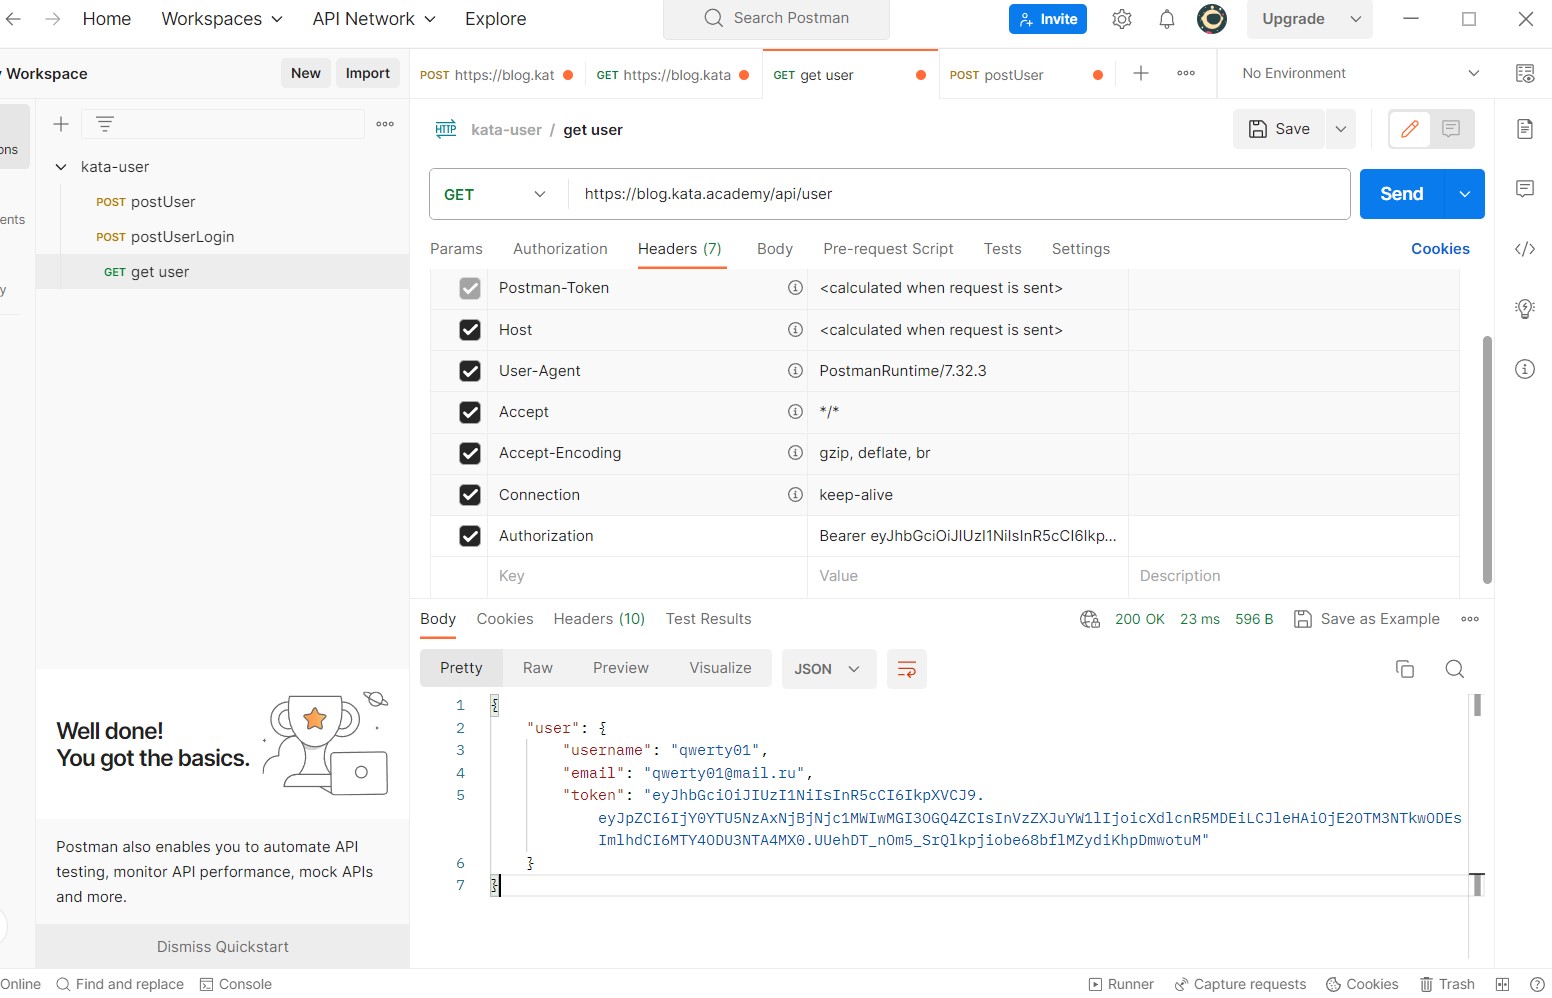 Home Workspaces API Network Explore Search Postman Invite Upgrade
Workspace New Import POST https://blog.kat GET https://blog.kata GET get user POST postUser No Environment
ons
kata-user / get user Save
kata-user
POST postUser
GET https://blog.kata.academy/api/user Send
ents
POST postUserLogin
Params Authorization Headers (7) Body Pre-request Script Tests Settings Cookies
GET get user
Postman-Token <calculated when request is sent>
Host <calculated when request is sent>
User-Agent PostmanRuntime/7.32.3
Accept */*
Accept-Encoding gzip, deflate, br
Connection keep-alive
Authorization Bearer eyJhbGciOiJIUzI1NiIsInR5cCI6Ikp...
Key Value Description
Body Cookies Headers (10) Test Results 200 OK 23 ms 596 B Save as Example
Pretty Raw Preview Visualize JSON
1 {
2 "user": {
3 "username": "qwerty01",
4 "email": "qwerty01@mail.ru",
5 "token": "eyJhbGciOiJIUzI1NiIsInR5cCI6IkpXVCJ9.
eyJpZCI6IjY0YTU5NzAxNjBjNjc1MWIwMGI3OGQ4ZCIsInVzZXJuYW1lIjoicXdlcnR5MDEiLCJleHAiOjE2OTM3NTkwODEs
ImlhdCI6MTY4ODU3NTA4MX0.UUehDT_nOm5_SrQlkpjiobe68bflMZydiKhpDmwotuM"
6 }
7 }
Well done!
You got the basics.
Postman also enables you to automate API
testing, monitor API performance, mock APIs
and more.
Dismiss Quickstart
Online Find and replace Console Runner Capture requests Cookies Trash